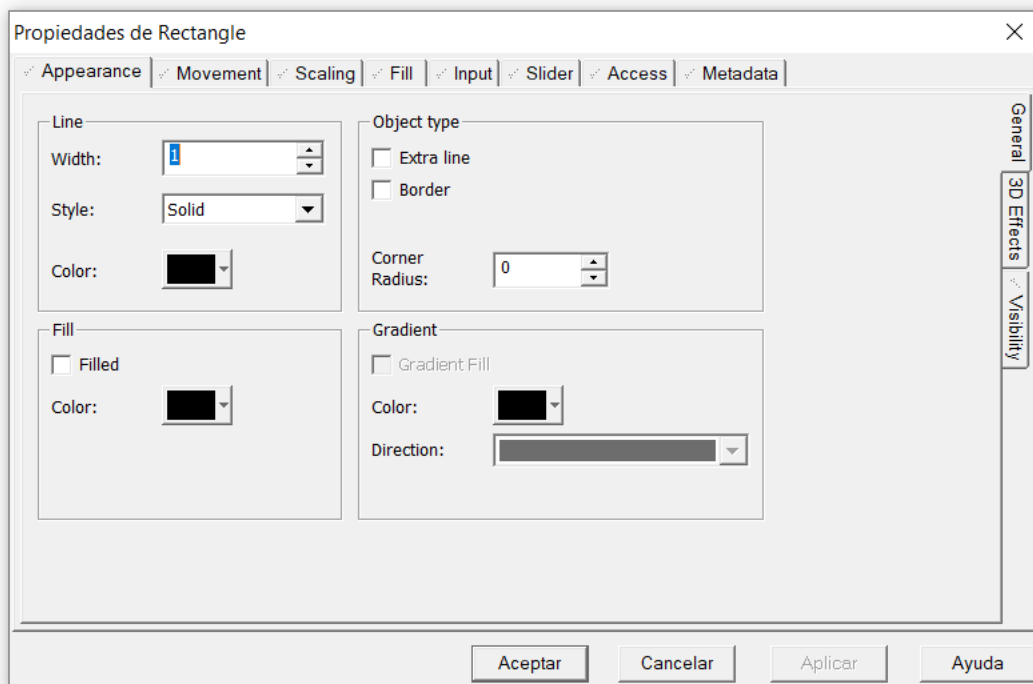 Propiedades de Rectangle
Appearance Movement Scaling Fill Input Slider Access Metadata
Line
Width: 1
Style: Solid
Color:
Object type
Extra line
Border
Corner
Radius: 0
Fill
Filled
Color:
Gradient
Gradient Fill
Color:
Direction:
General
3D Effects
Visibility
Aceptar Cancelar Aplicar Ayuda